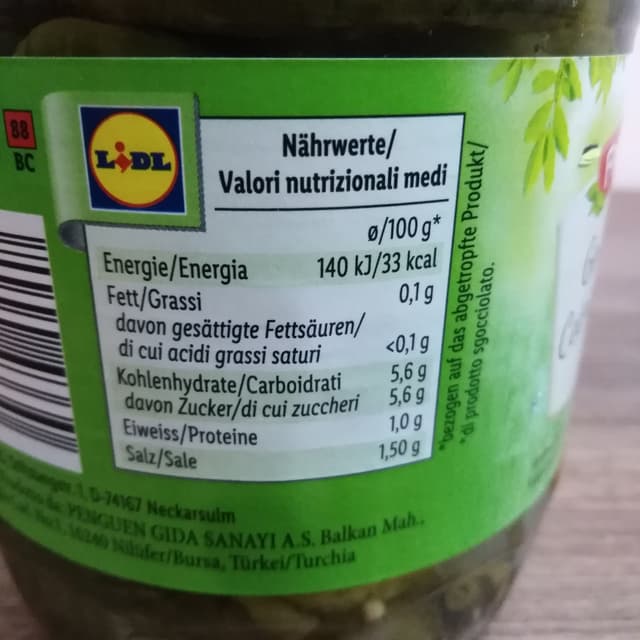 88
BC
LIDL
Nährwerte/
Valori nutrizionali medi
ø/100 g*
Energie/Energia 140 kJ/33 kcal
Fett/Grassi 0,1 g
davon gesättigte Fettsäuren/
di cui acidi grassi saturi <0,1 g
Kohlenhydrate/Carboidrati 5,6 g
davon Zucker/di cui zuccheri 5,6 g
Eiweiss/Proteine 1,0 g
Salz/Sale 1,50 g
*bezogen auf das abgetropfte Produkt/
*di prodotto sgocciolato.
1, D-74167 Neckarsulm
PENGUEN GIDA SANAYI A.S. Balkan Mah.,
16240 Nilüfer/Bursa, Türkei/Turchia